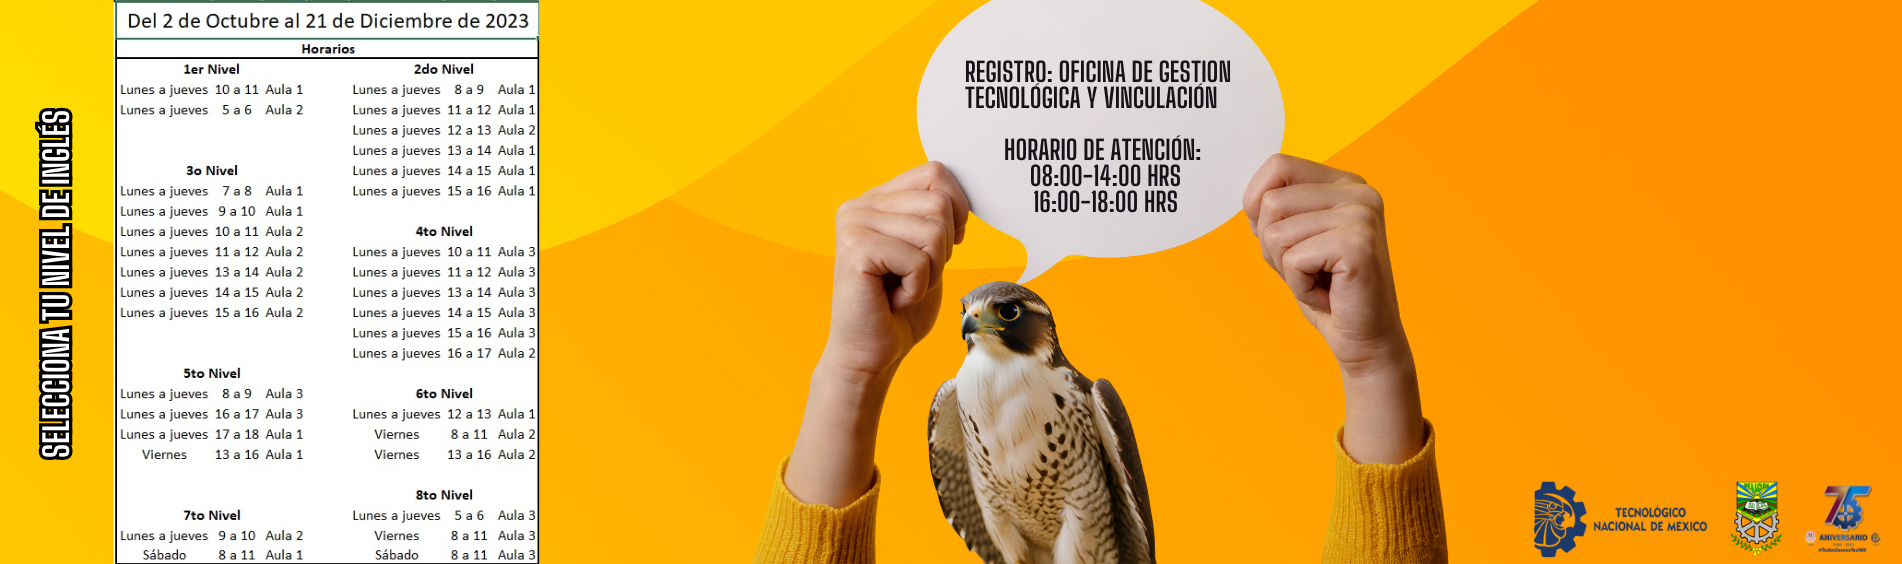 SELECCIONA TU NIVEL DE INGLÉS
Del 2 de Octubre al 21 de Diciembre de 2023
Horarios
1er Nivel
Lunes a jueves 10 a 11 Aula 1
Lunes a jueves 5 a 6 Aula 2
3o Nivel
Lunes a jueves 7 a 8 Aula 1
Lunes a jueves 9 a 10 Aula 1
Lunes a jueves 10 a 11 Aula 2
Lunes a jueves 11 a 12 Aula 2
Lunes a jueves 13 a 14 Aula 2
Lunes a jueves 14 a 15 Aula 2
Lunes a jueves 15 a 16 Aula 2
5to Nivel
Lunes a jueves 8 a 9 Aula 3
Lunes a jueves 16 a 17 Aula 3
Lunes a jueves 17 a 18 Aula 1
Viernes 13 a 16 Aula 1
7to Nivel
Lunes a jueves 9 a 10 Aula 2
Sábado 8 a 11 Aula 1
2do Nivel
Lunes a jueves 8 a 9 Aula 1
Lunes a jueves 11 a 12 Aula 1
Lunes a jueves 12 a 13 Aula 2
Lunes a jueves 13 a 14 Aula 1
Lunes a jueves 14 a 15 Aula 1
Lunes a jueves 15 a 16 Aula 1
4to Nivel
Lunes a jueves 10 a 11 Aula 3
Lunes a jueves 11 a 12 Aula 3
Lunes a jueves 13 a 14 Aula 3
Lunes a jueves 14 a 15 Aula 3
Lunes a jueves 15 a 16 Aula 3
Lunes a jueves 16 a 17 Aula 2
6to Nivel
Lunes a jueves 12 a 13 Aula 1
Viernes 8 a 11 Aula 2
Viernes 13 a 16 Aula 2
8to Nivel
Lunes a jueves 5 a 6 Aula 3
Viernes 8 a 11 Aula 3
Sábado 8 a 11 Aula 3
REGISTRO: OFICINA DE GESTION
TECNOLÓGICA Y VINCULACIÓN
HORARIO DE ATENCIÓN:
08:00-14:00 HRS
16:00-18:00 HRS
TECNOLÓGICO
NACIONAL DE MÉXICO
75
ANIVERSARIO
#TodosSomosTecNM